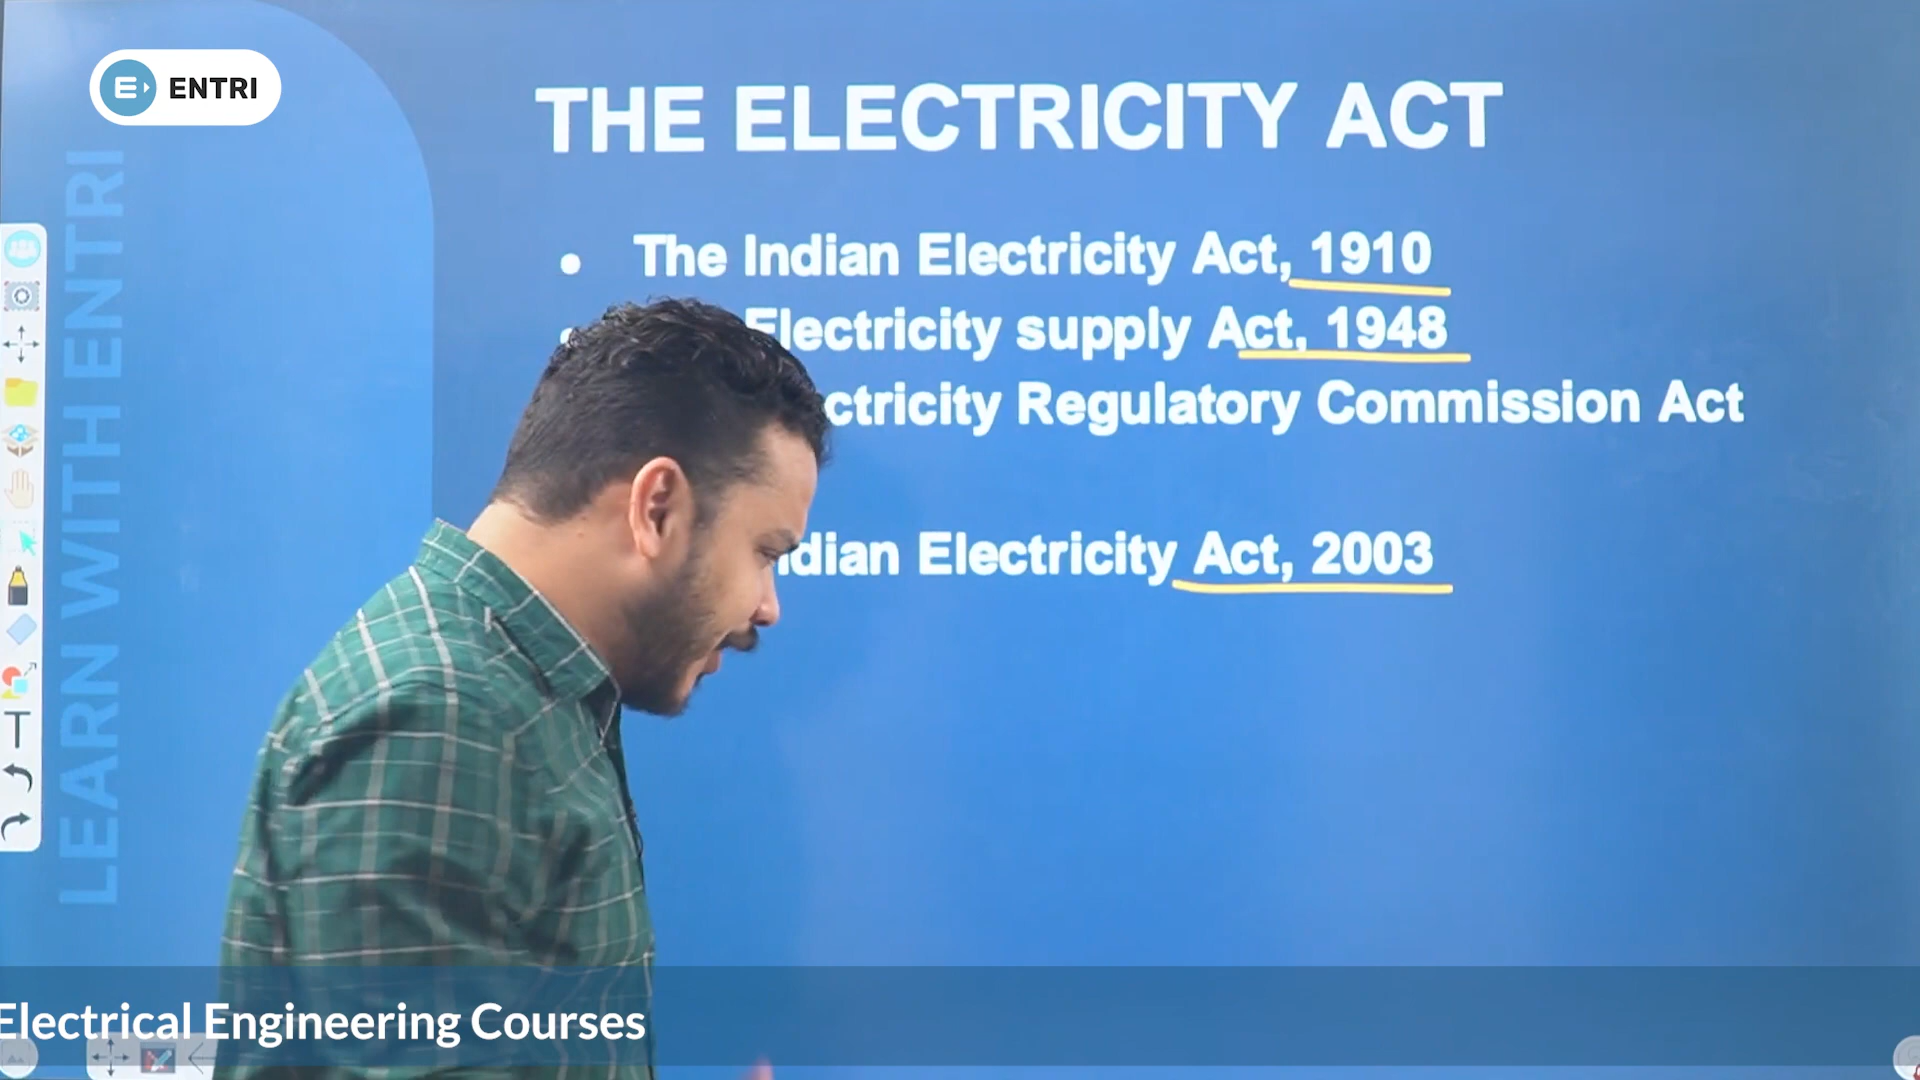 ENTRI
THE ELECTRICITY ACT
LEARN WITH ENTRI
• The Indian Electricity Act, 1910
• Electricity supply Act, 1948
ctricity Regulatory Commission Act
dian Electricity Act, 2003
T
Electrical Engineering Courses